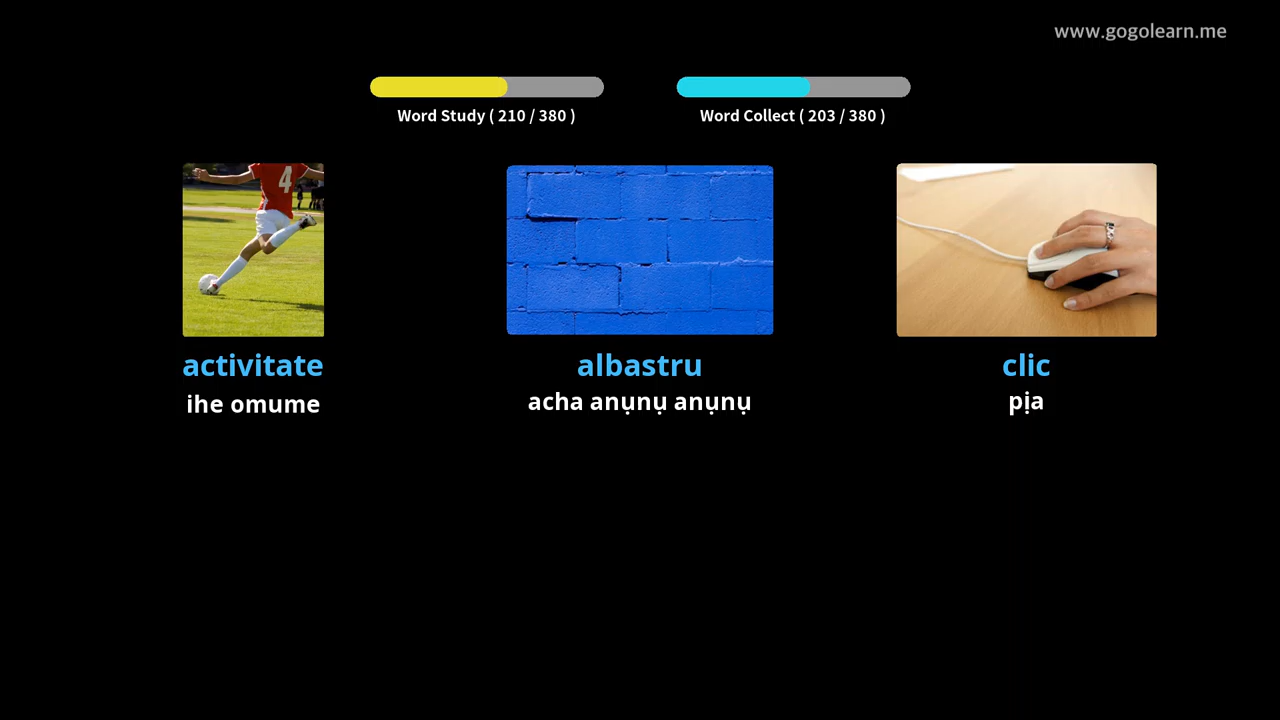 www.gogolearn.me
Word Study ( 210 / 380 )
Word Collect ( 203 / 380 )
4
activitate
albastru
clic
ihe omume
acha anụnụ anụnụ
pịa